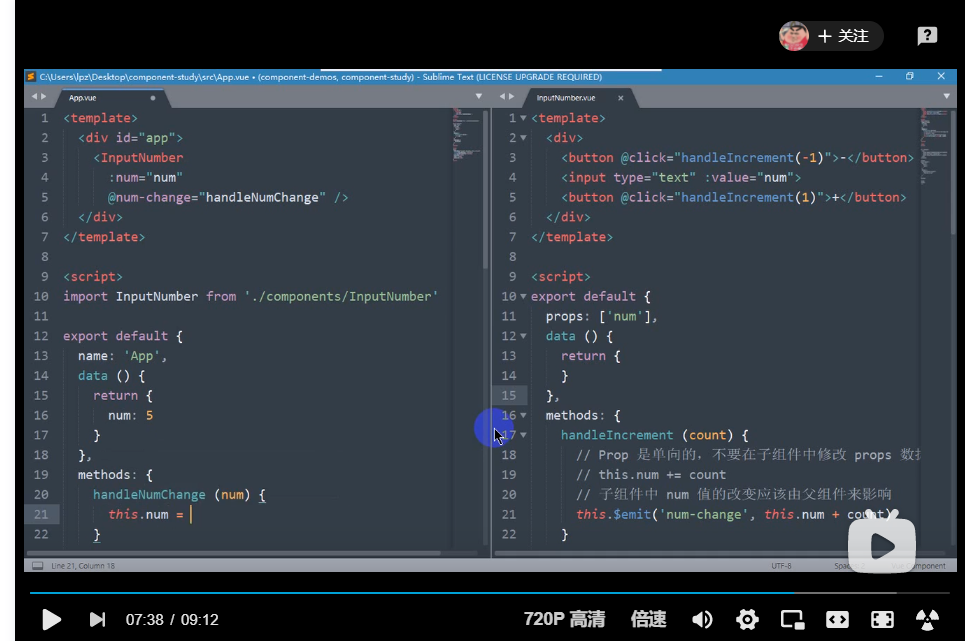 + 关注
?
C:\Users\lpz\Desktop\component-study\src\App.vue • (component-demos, component-study) - Sublime Text (LICENSE UPGRADE REQUIRED)
App.vue
1 <template>
2 <div id="app">
3 <InputNumber
4 :num="num"
5 @num-change="handleNumChange" />
6 </div>
7 </template>
8
9 <script>
10 import InputNumber from './components/InputNumber'
11
12 export default {
13 name: 'App',
14 data () {
15 return {
16 num: 5
17 }
18 },
19 methods: {
20 handleNumChange (num) {
21 this.num =
22 }
InputNumber.vue
1 <template>
2 <div>
3 <button @click="handleIncrement(-1)">-</button>
4 <input type="text" :value="num">
5 <button @click="handleIncrement(1)">+</button>
6 </div>
7 </template>
8
9 <script>
10 export default {
11 props: ['num'],
12 data () {
13 return {
14 }
15 },
16 methods: {
17 handleIncrement (count) {
18 // Prop 是单向的，不要在子组件中修改 props 数据
19 // this.num += count
20 // 子组件中 num 值的改变应该由父组件来影响
21 this.$emit('num-change', this.num + count)
22 }
Line 21, Column 18
UTF-8
07:38 / 09:12
720P 高清
倍速